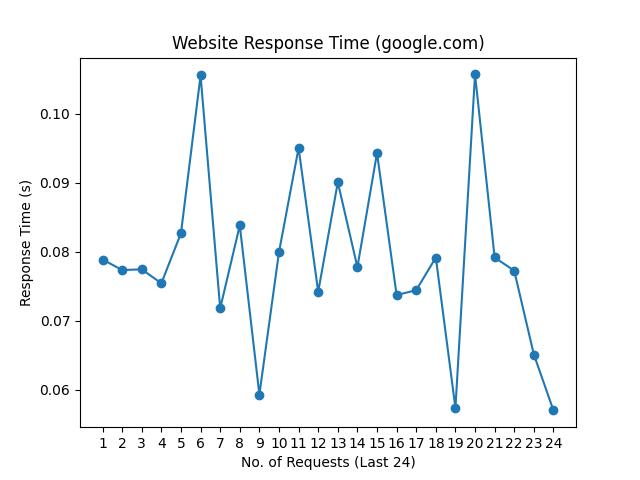 Website Response Time (google.com)
Response Time (s)
0.10
0.09
0.08
0.07
0.06
1 2 3 4 5 6 7 8 9 10 11 12 13 14 15 16 17 18 19 20 21 22 23 24
No. of Requests (Last 24)